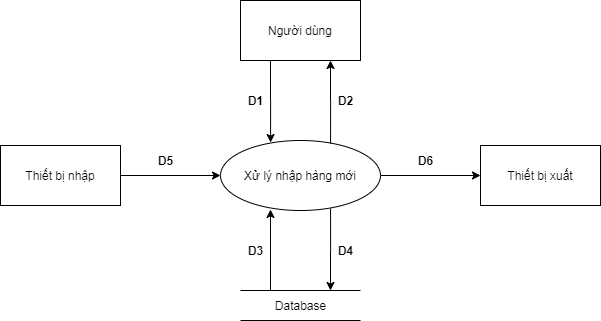 Người dùng
D1
D2
Thiết bị nhập
D5
Xử lý nhập hàng mới
D6
Thiết bị xuất
D3
D4
Database